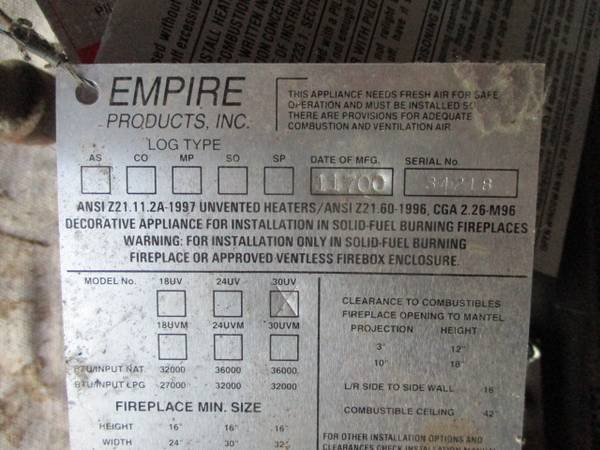 EMPIRE
PRODUCTS, INC.
THIS APPLIANCE NEEDS FRESH AIR FOR SAFE
OPERATION AND MUST BE INSTALLED SO
THERE ARE PROVISIONS FOR ADEQUATE
COMBUSTION AND VENTILATION AIR
LOG TYPE
AS CO MP SO SP DATE OF MFG. SERIAL No.
11700 34218
ANSI Z21.11.2A-1997 UNVENTED HEATERS/ANSI Z21.60-1996, CGA 2.26-M96
DECORATIVE APPLIANCE FOR INSTALLATION IN SOLID-FUEL BURNING FIREPLACES
WARNING: FOR INSTALLATION ONLY IN SOLID-FUEL BURNING
FIREPLACE OR APPROVED VENTLESS FIREBOX ENCLOSURE.
MODEL No. 18UV 24UV 30UV
18UVM 24UVM 30UVM
BTU/INPUT NAT 32000 36000 36000
BTU/INPUT LPG 27000 32000 32000
FIREPLACE MIN. SIZE
HEIGHT 16" 16" 16"
WIDTH 24" 30" 32"
CLEARANCE TO COMBUSTIBLES
FIREPLACE OPENING TO MANTEL
PROJECTION HEIGHT
3" 12"
10" 18"
L/R SIDE TO SIDE WALL 16"
COMBUSTIBLE CEILING 42"
FOR OTHER INSTALLATION OPTIONS AND
CLEARANCES CHECK INSTALLATION MANUAL